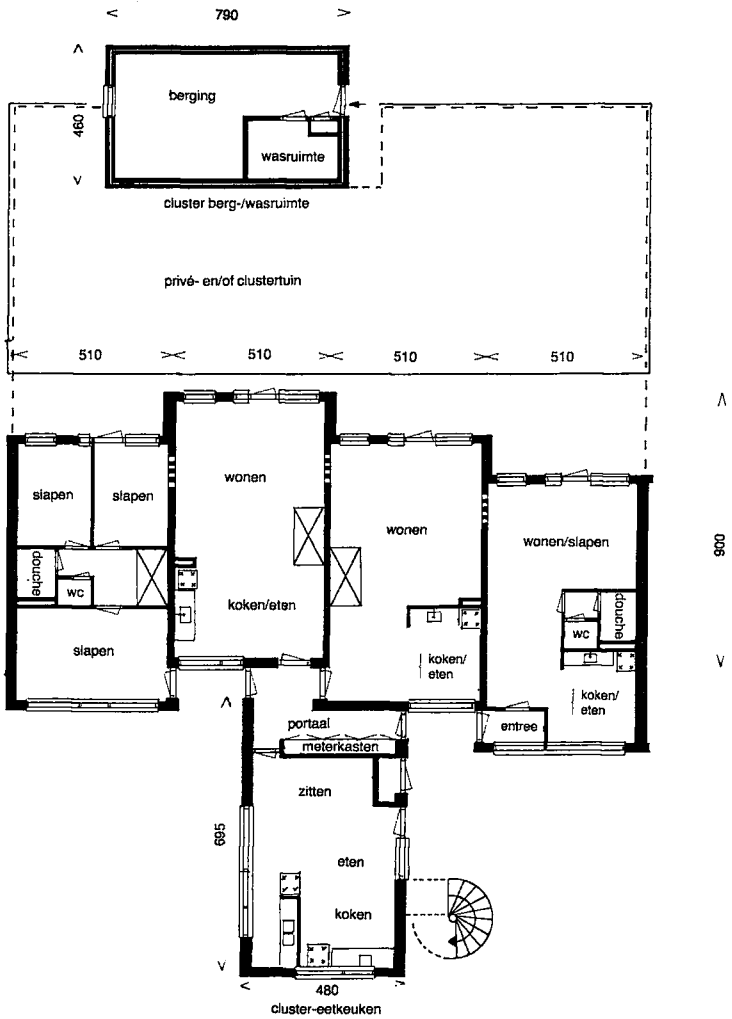 790
berging
460
wasruimte
cluster berg-/wasruimte
privé- en/of clustertuin
510
510
510
510
slapen
slapen
wonen
wonen
wonen/slapen
906
douche
wc
koken/eten
slapen
koken/
eten
douche
wc
koken/
eten
entree
portaal
meterkasten
zitten
695
eten
koken
480
cluster-eetkeuken